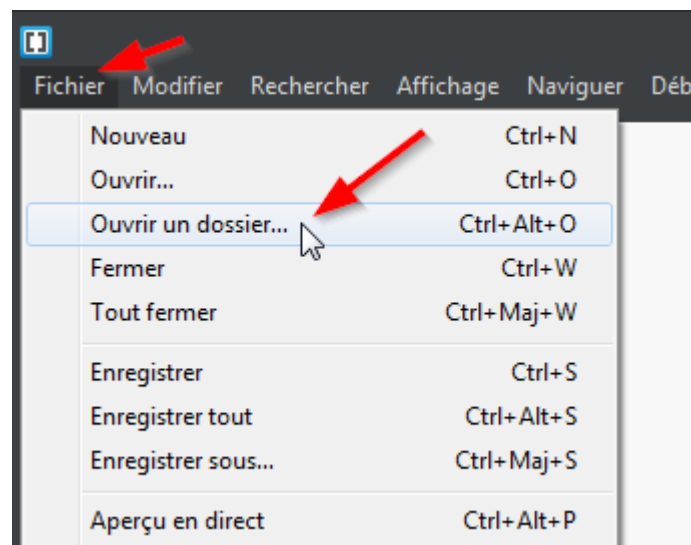 Fichier Modifier Rechercher Affichage Naviguer Déb
Nouveau Ctrl+N
Ouvrir... Ctrl+O
Ouvrir un dossier... Ctrl+Alt+O
Fermer Ctrl+W
Tout fermer Ctrl+Maj+W
Enregistrer Ctrl+S
Enregistrer tout Ctrl+Alt+S
Enregistrer sous... Ctrl+Maj+S
Aperçu en direct Ctrl+Alt+P